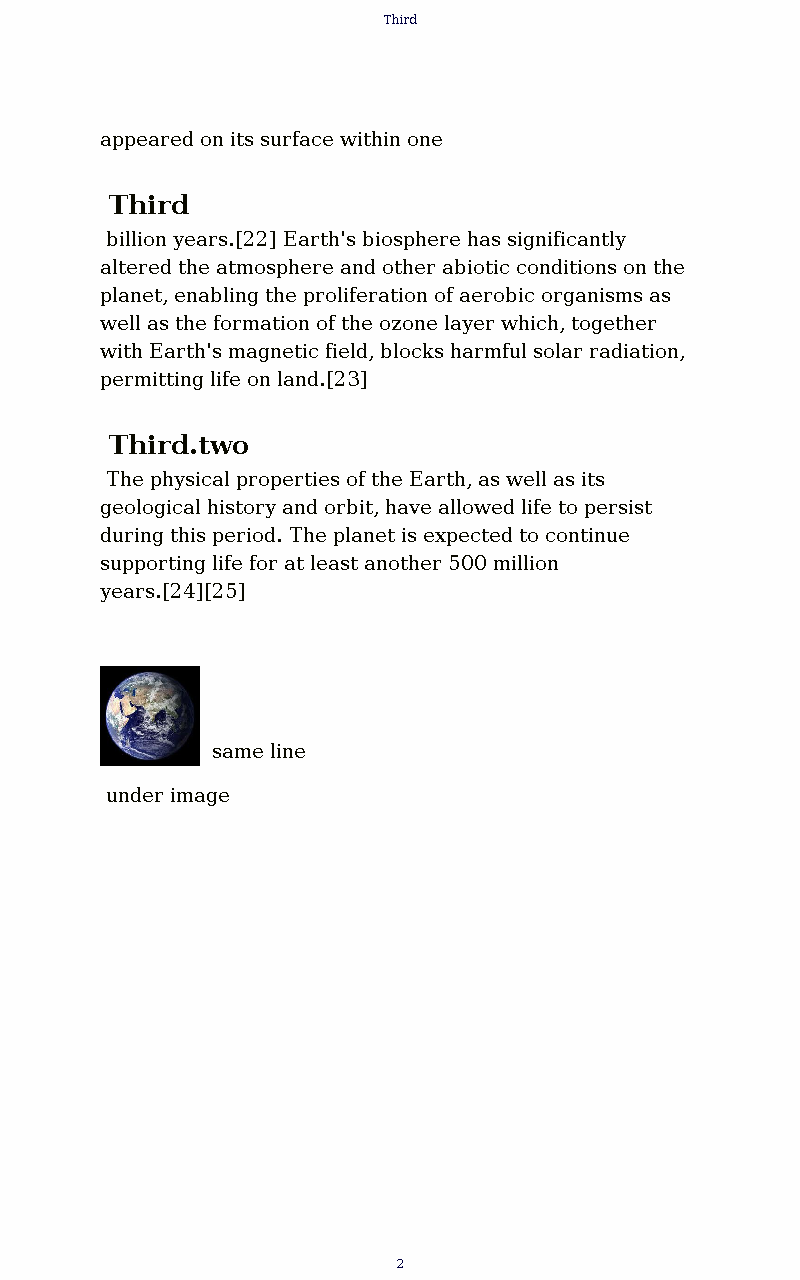 Third
appeared on its surface within one
Third
billion years.[22] Earth's biosphere has significantly
altered the atmosphere and other abiotic conditions on the
planet, enabling the proliferation of aerobic organisms as
well as the formation of the ozone layer which, together
with Earth's magnetic field, blocks harmful solar radiation,
permitting life on land.[23]
Third.two
The physical properties of the Earth, as well as its
geological history and orbit, have allowed life to persist
during this period. The planet is expected to continue
supporting life for at least another 500 million
years.[24][25]
same line
under image
2